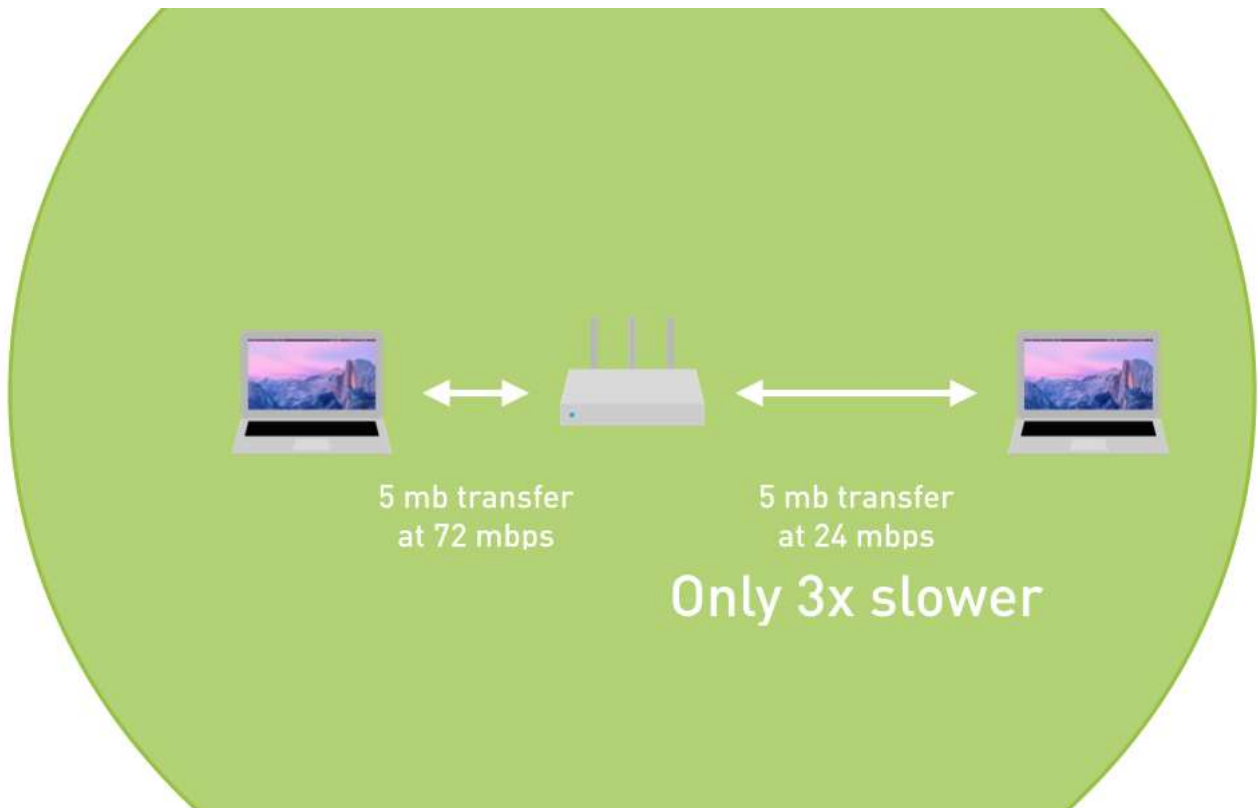 5 mb transfer
at 72 mbps
5 mb transfer
at 24 mbps
Only 3x slower